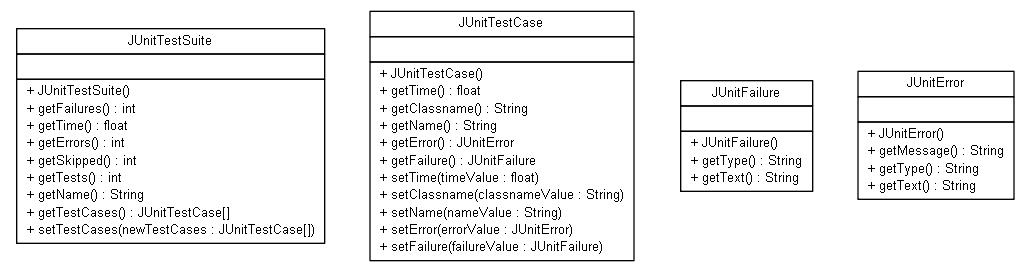 JUnitTestSuite
+ JUnitTestSuite()
+ getFailures() : int
+ getTime() : float
+ getErrors() : int
+ getSkipped() : int
+ getTests() : int
+ getName() : String
+ getTestCases() : JUnitTestCase[]
+ setTestCases(newTestCases : JUnitTestCase[])
JUnitTestCase
+ JUnitTestCase()
+ getTime() : float
+ getClassname() : String
+ getName() : String
+ getError() : JUnitError
+ getFailure() : JUnitFailure
+ setTime(timeValue : float)
+ setClassname(classnameValue : String)
+ setName(nameValue : String)
+ setError(errorValue : JUnitError)
+ setFailure(failureValue : JUnitFailure)
JUnitFailure
+ JUnitFailure()
+ getType() : String
+ getText() : String
JUnitError
+ JUnitError()
+ getMessage() : String
+ getType() : String
+ getText() : String